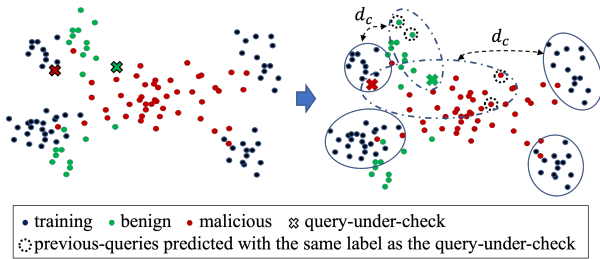 d_c
d_c
training benign malicious query-under-check
previous-queries predicted with the same label as the query-under-check